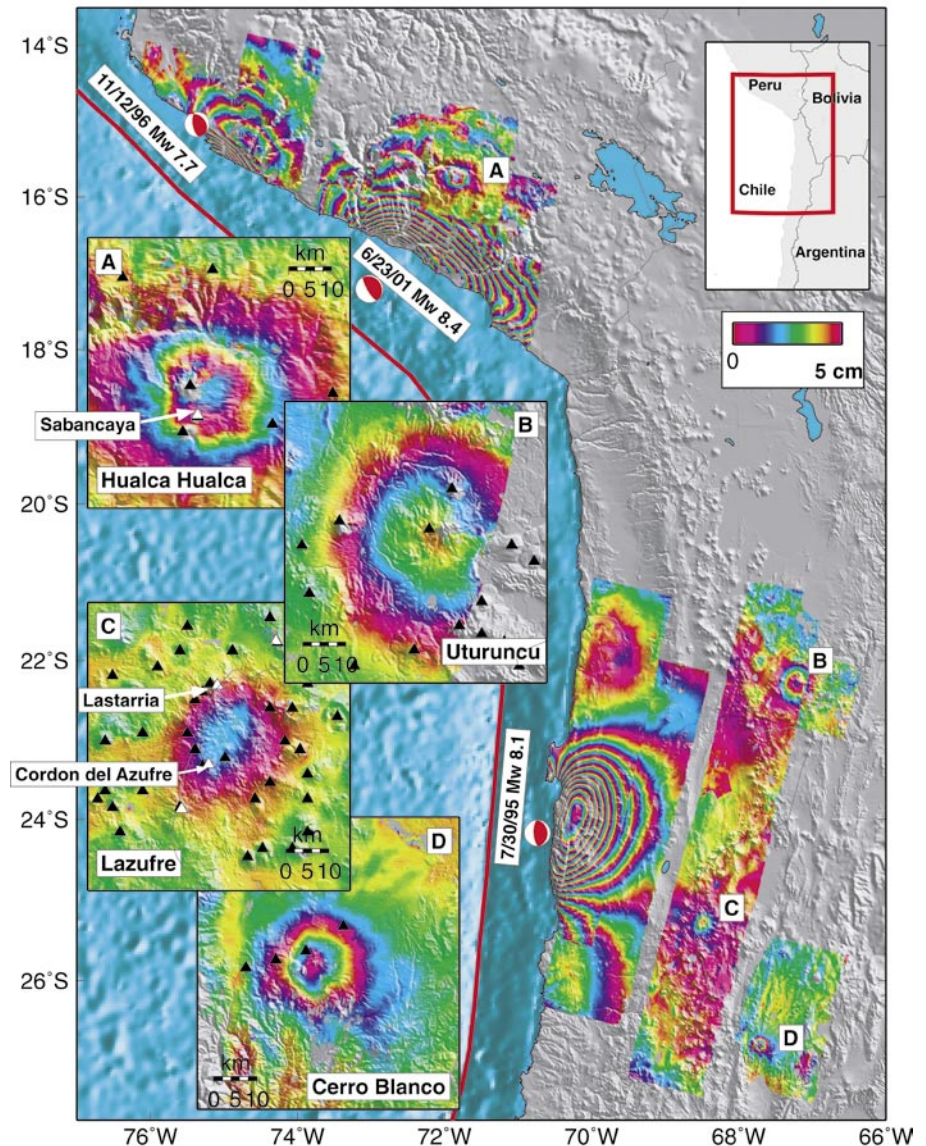 14°S
16°S
18°S
20°S
22°S
24°S
26°S
76°W
74°W
72°W
70°W
68°W
66°W
11/12/96 Mw 7.7
6/23/01 Mw 8.4
7/30/95 Mw 8.1
A
B
C
D
Peru
Bolivia
Chile
Argentina
0
5 cm
A
km
0 5 10
Sabancaya
Hualca Hualca
B
km
0 5 10
Uturuncu
C
Lastarria
Cordon del Azufre
km
0 5 10
Lazufre
D
km
0 5 10
Cerro Blanco